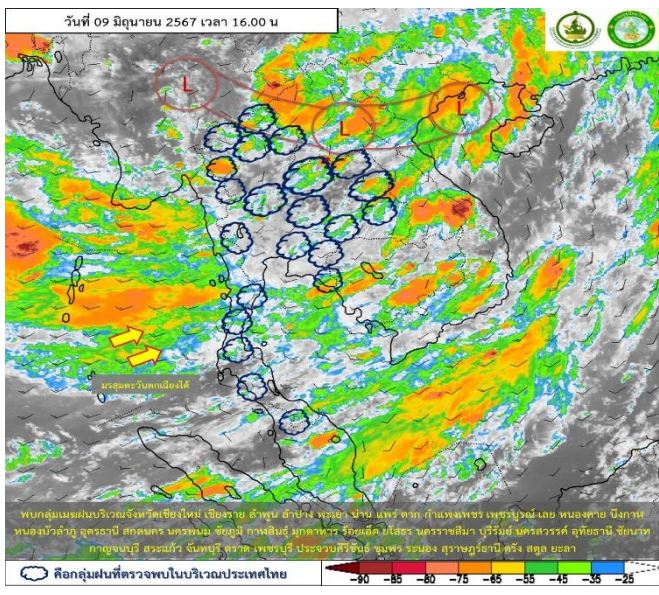 วันที่ 09 มิถุนายน 2567 เวลา 16.00 น
L
L
L
มรสุมตะวันตกเฉียงใต้
พบกลุ่มเมฆฝนบริเวณจังหวัดเชียงใหม่ เชียงราย ลำพูน ลำปาง พะเยา น่าน แพร่ ตาก กำแพงเพชร เพชรบูรณ์ เลย หนองคาย บึงกาฬ
หนองบัวลำภู อุดรธานี สกลนคร นครพนม ชัยภูมิ กาฬสินธุ์ มุกดาหาร ร้อยเอ็ด ยโสธร นครราชสีมา บุรีรัมย์ นครสวรรค์ อุทัยธานี ชัยนาท
กาญจนบุรี สระแก้ว จันทบุรี ตราด เพชรบุรี ประจวบคีรีขันธ์ ชุมพร ระนอง สุราษฎร์ธานี ตรัง สตูล ยะลา
คือกลุ่มฝนที่ตรวจพบในบริเวณประเทศไทย
-90 -85 -80 -75 -65 -55 -45 -35 -25